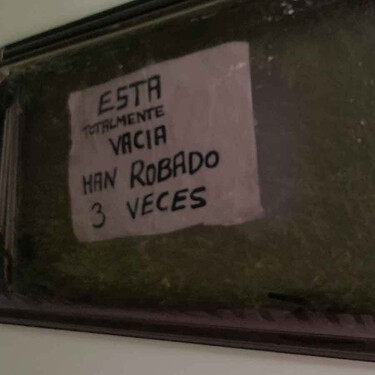 ESTA
TOTALMENTE
VACIA
HAN ROBADO
3 VECES